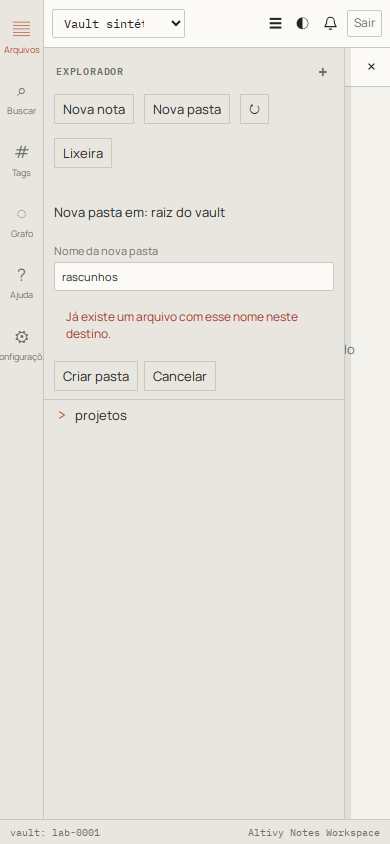 Vault sintét
Sair
Arquivos
Buscar
Tags
Grafo
Ajuda
onfiguraçõ
EXPLORADOR
Nova nota
Nova pasta
Lixeira
Nova pasta em: raiz do vault
Nome da nova pasta
rascunhos
Já existe um arquivo com esse nome neste
destino.
Criar pasta
Cancelar
projetos
lo
vault: lab-0001
Altivy Notes Workspace